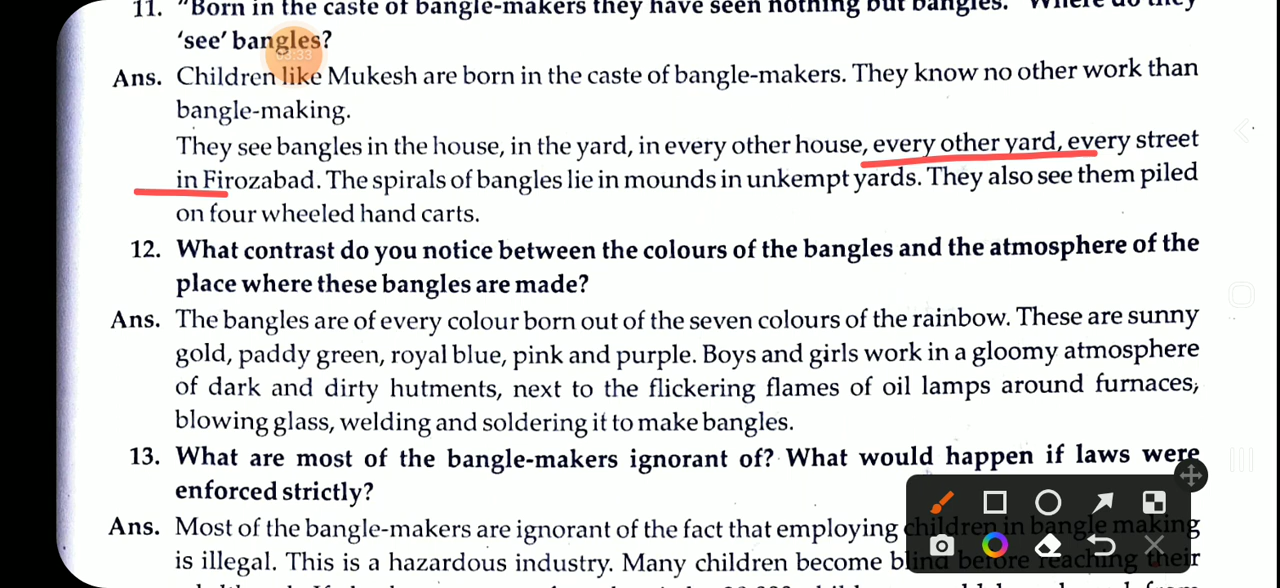 11. "Born in the caste of bangle-makers they have seen nothing but bangles." Where do they
'see' bangles?
03:33
Ans. Children like Mukesh are born in the caste of bangle-makers. They know no other work than
bangle-making.
They see bangles in the house, in the yard, in every other house, every other yard, every street
in Firozabad. The spirals of bangles lie in mounds in unkempt yards. They also see them piled
on four wheeled hand carts.
12. What contrast do you notice between the colours of the bangles and the atmosphere of the
place where these bangles are made?
Ans. The bangles are of every colour born out of the seven colours of the rainbow. These are sunny
gold, paddy green, royal blue, pink and purple. Boys and girls work in a gloomy atmosphere
of dark and dirty hutments, next to the flickering flames of oil lamps around furnaces,
blowing glass, welding and soldering it to make bangles.
13. What are most of the bangle-makers ignorant of? What would happen if laws were
enforced strictly?
Ans. Most of the bangle-makers are ignorant of the fact that employing children in bangle making
is illegal. This is a hazardous industry. Many children become blind before reaching their